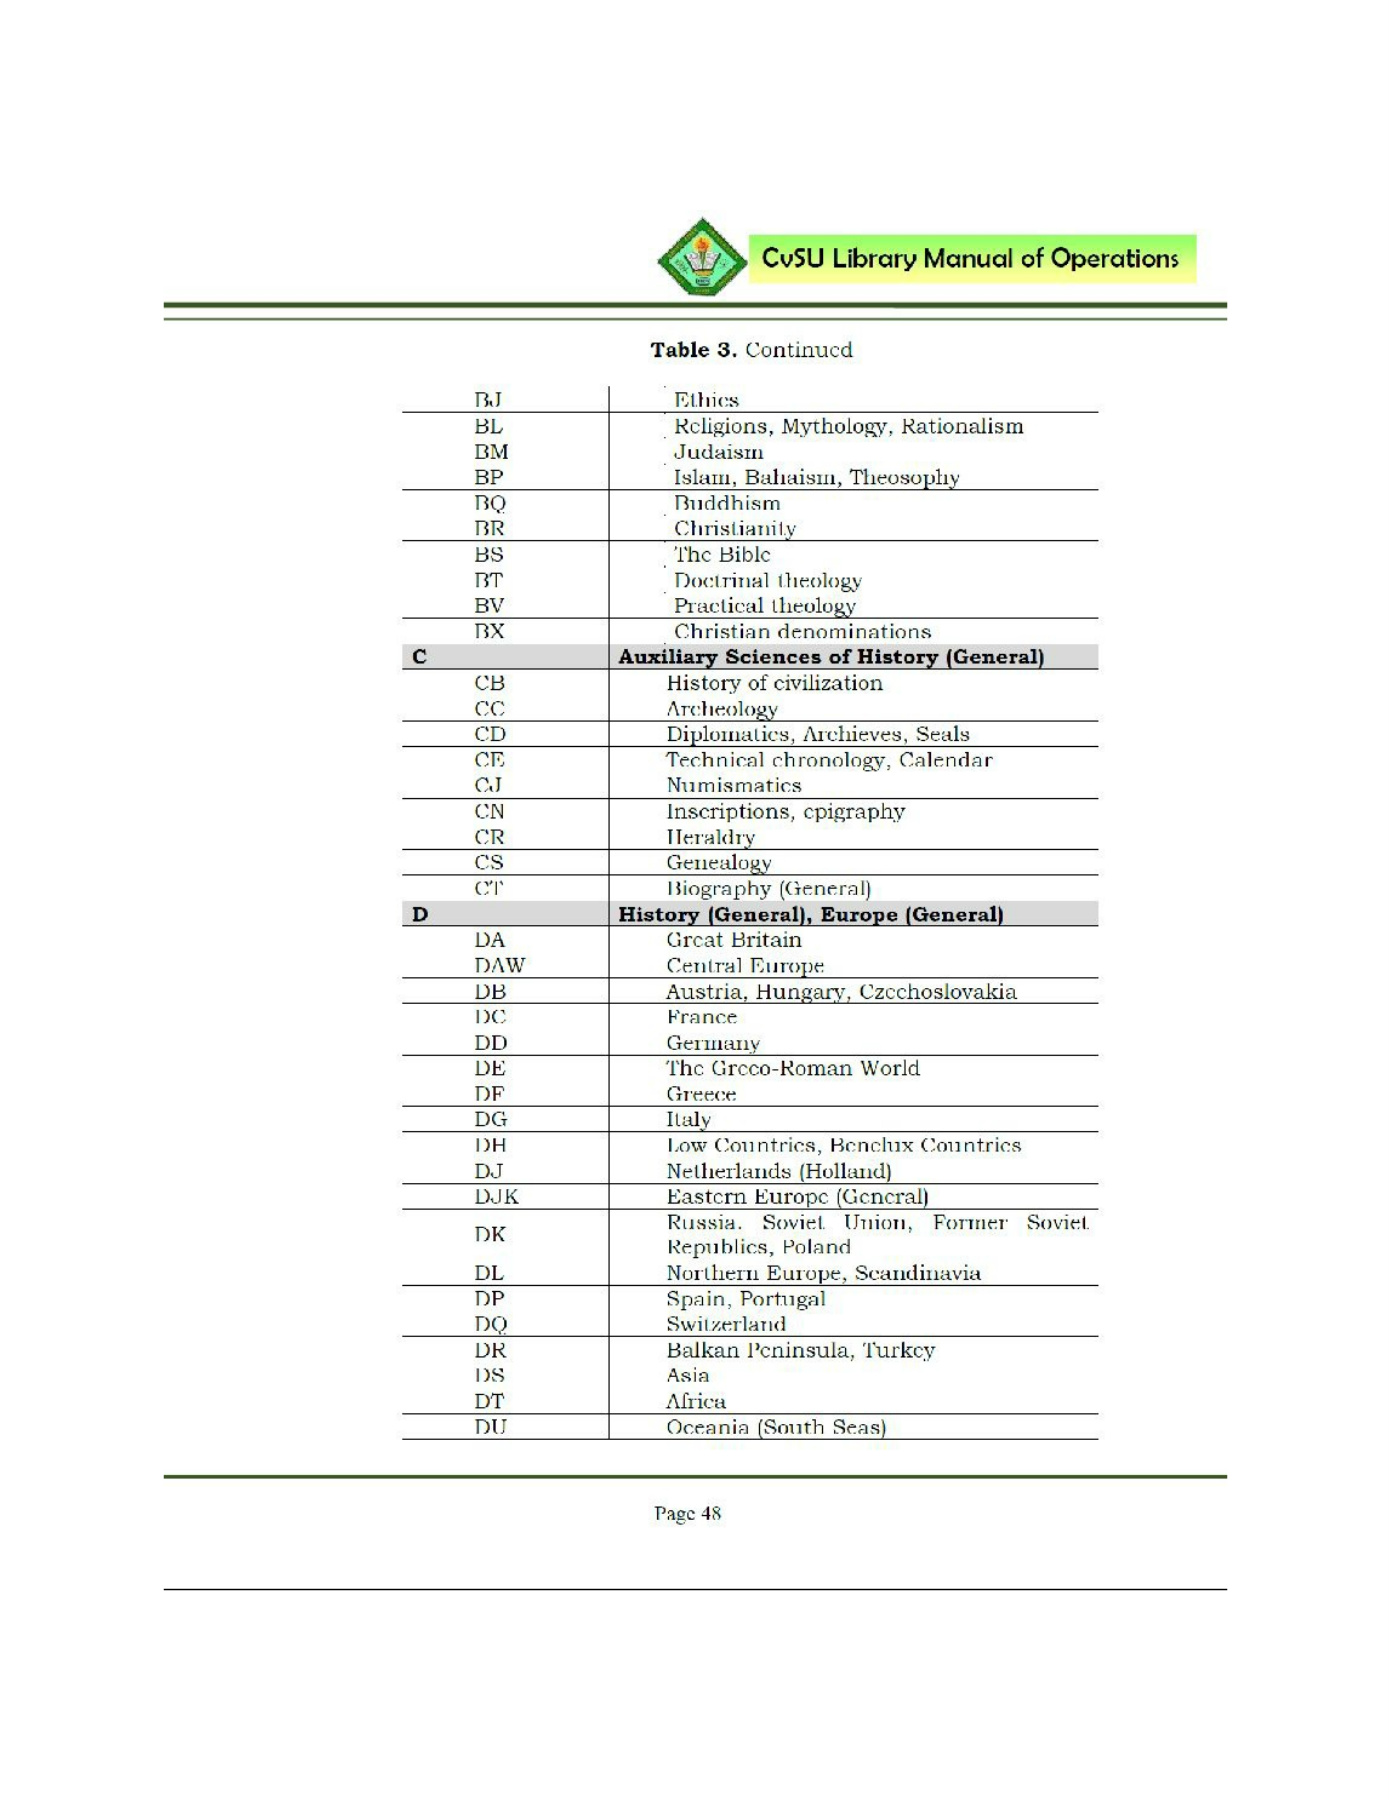 CvSU Library Manual of Operations
Table 3. Continued
BJ Ethics
BL Religions, Mythology, Rationalism
BM Judaism
BP Islam, Bahaism, Theosophy
BQ Buddhism
BR Christianity
BS The Bible
BT Doctrinal theology
BV Practical theology
BX Christian denominations
C Auxiliary Sciences of History (General)
CB History of civilization
CC Archeology
CD Diplomatics, Archieves, Seals
CE Technical chronology, Calendar
CJ Numismatics
CN Inscriptions, epigraphy
CR Heraldry
CS Genealogy
CT Biography (General)
D History (General), Europe (General)
DA Great Britain
DAW Central Europe
DB Austria, Hungary, Czechoslovakia
DC France
DD Germany
DE The Greco-Roman World
DF Greece
DG Italy
DH Low Countries, Benelux Countries
DJ Netherlands (Holland)
DJK Eastern Europe (General)
DK Russia. Soviet Union, Former Soviet
Republics, Poland
DL Northern Europe, Scandinavia
DP Spain, Portugal
DQ Switzerland
DR Balkan Peninsula, Turkey
DS Asia
DT Africa
DU Oceania (South Seas)
Page 48